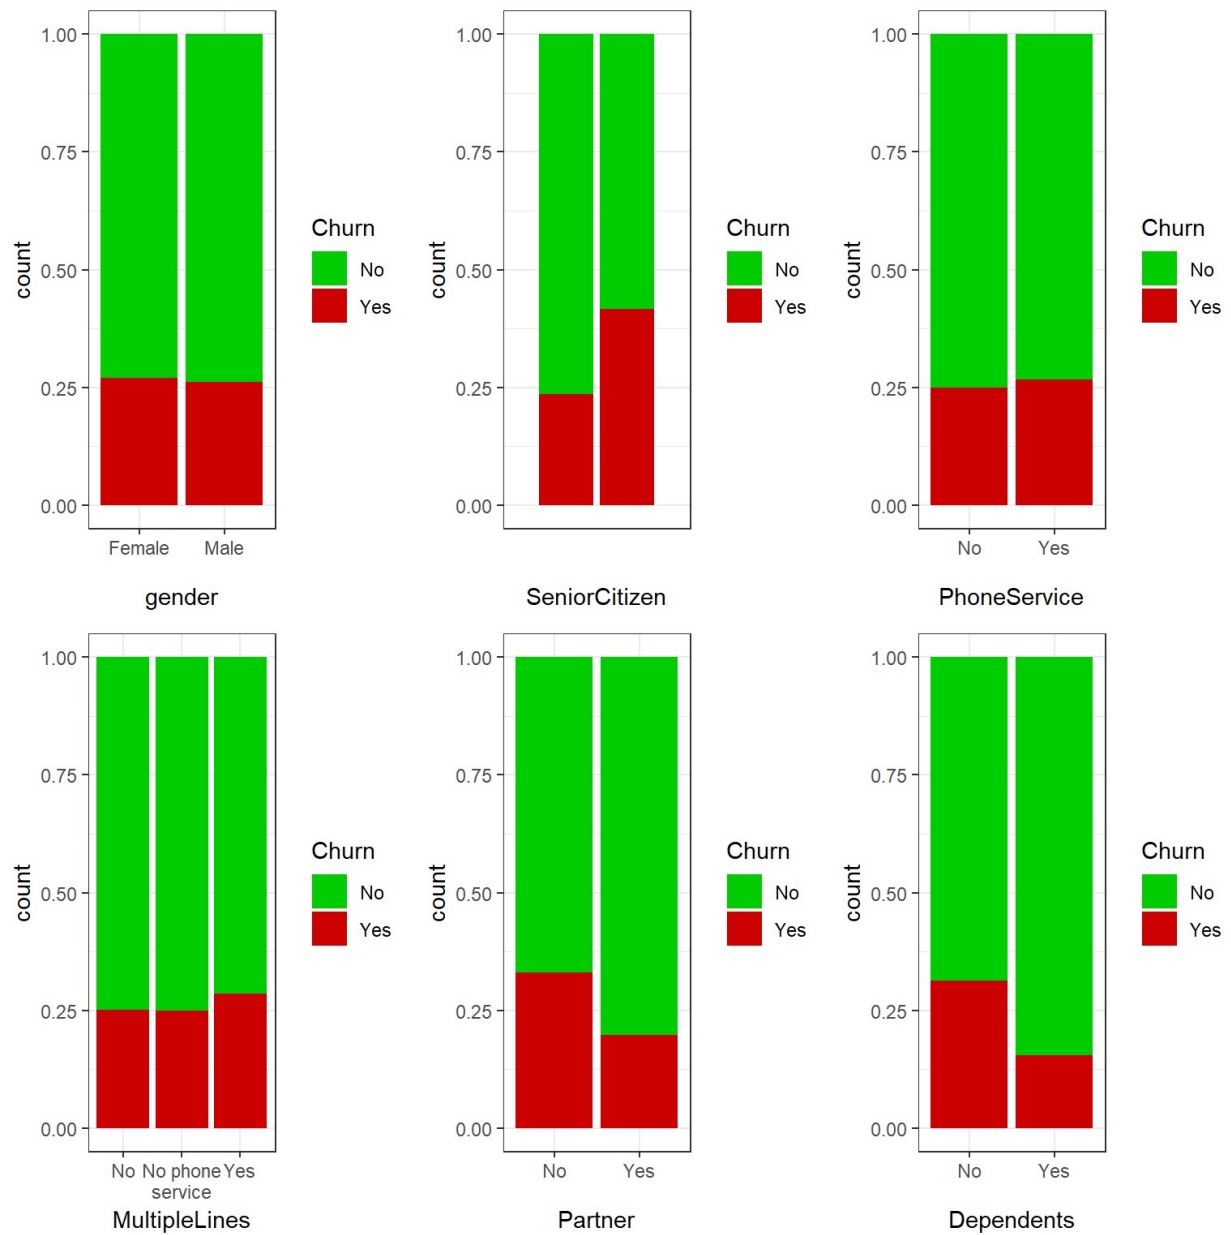 1.00
0.75
0.50
0.25
0.00
count
Female Male
gender
Churn
No
Yes
1.00
0.75
0.50
0.25
0.00
count
SeniorCitizen
Churn
No
Yes
1.00
0.75
0.50
0.25
0.00
count
No Yes
PhoneService
Churn
No
Yes
1.00
0.75
0.50
0.25
0.00
count
No No phone Yes
service
MultipleLines
Churn
No
Yes
1.00
0.75
0.50
0.25
0.00
count
No Yes
Partner
Churn
No
Yes
1.00
0.75
0.50
0.25
0.00
count
No Yes
Dependents
Churn
No
Yes